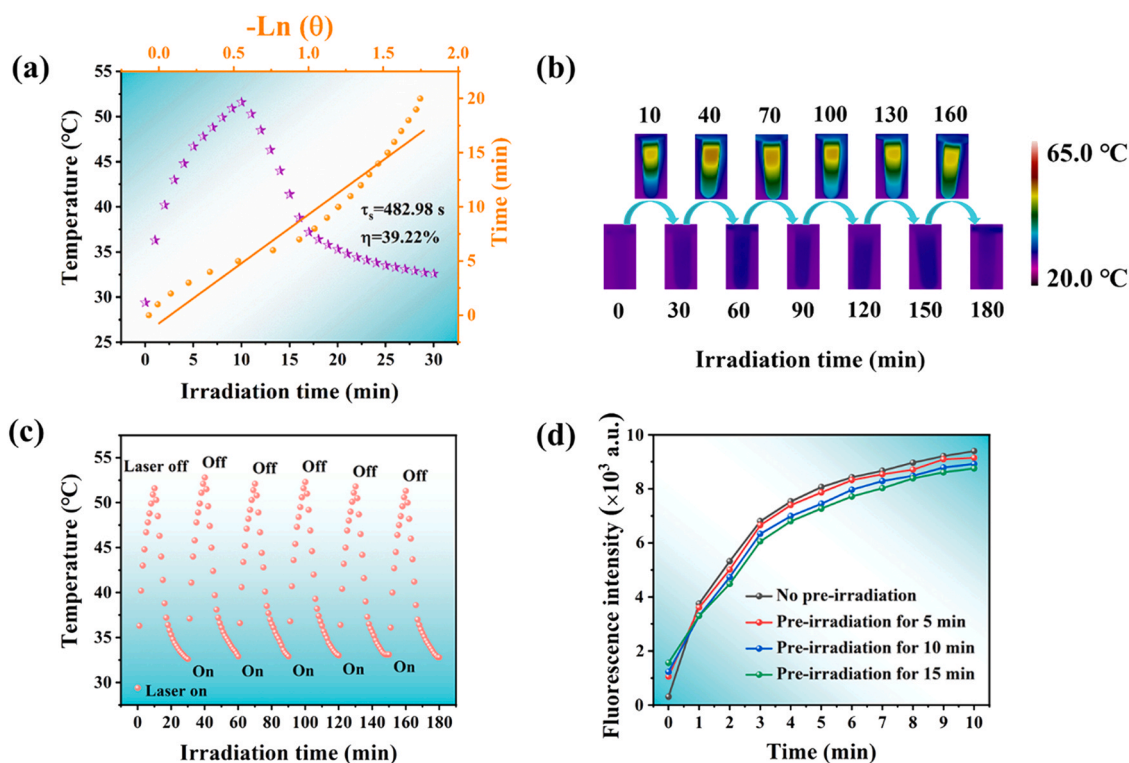 (a)
-Ln (θ)
0.0 0.5 1.0 1.5 2.0
Temperature (°C)
55
50
45
40
35
30
25
20
15
10
5
0
Time (min)
τs=482.98 s
η=39.22%
0 5 10 15 20 25 30
Irradiation time (min)
(b)
10 40 70 100 130 160
65.0 °C
20.0 °C
0 30 60 90 120 150 180
Irradiation time (min)
(c)
Temperature (°C)
55
50
45
40
35
30
Laser off Off Off Off Off Off
On On On On On
Laser on
0 20 40 60 80 100 120 140 160 180
Irradiation time (min)
(d)
Fluorescence intensity (×10³ a.u.)
10
8
6
4
2
0
No pre-irradiation
Pre-irradiation for 5 min
Pre-irradiation for 10 min
Pre-irradiation for 15 min
0 1 2 3 4 5 6 7 8 9 10
Time (min)